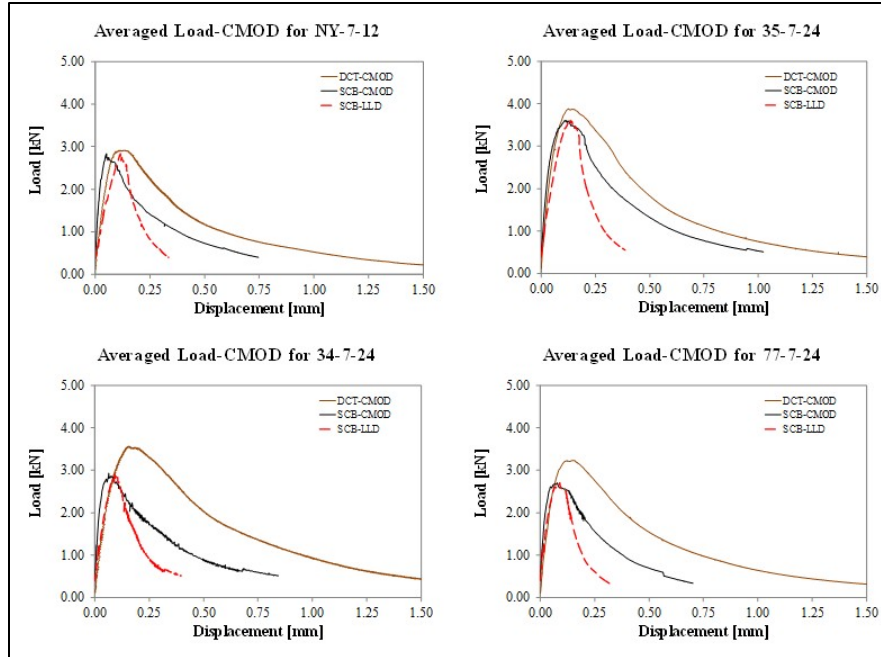 Averaged Load-CMOD for NY-7-12
5.00
4.00
3.00
2.00
1.00
0.00
Load [kN]
DCT-CMOD
SCB-CMOD
SCB-LLD
0.00 0.25 0.50 0.75 1.00 1.25 1.50
Displacement [mm]
Averaged Load-CMOD for 35-7-24
5.00
4.00
3.00
2.00
1.00
0.00
Load [kN]
DCT-CMOD
SCB-CMOD
SCB-LLD
0.00 0.25 0.50 0.75 1.00 1.25 1.50
Displacement [mm]
Averaged Load-CMOD for 34-7-24
5.00
4.00
3.00
2.00
1.00
0.00
Load [kN]
DCT-CMOD
SCB-CMOD
SCB-LLD
0.00 0.25 0.50 0.75 1.00 1.25 1.50
Displacement [mm]
Averaged Load-CMOD for 77-7-24
5.00
4.00
3.00
2.00
1.00
0.00
Load [kN]
DCT-CMOD
SCB-CMOD
SCB-LLD
0.00 0.25 0.50 0.75 1.00 1.25 1.50
Displacement [mm]